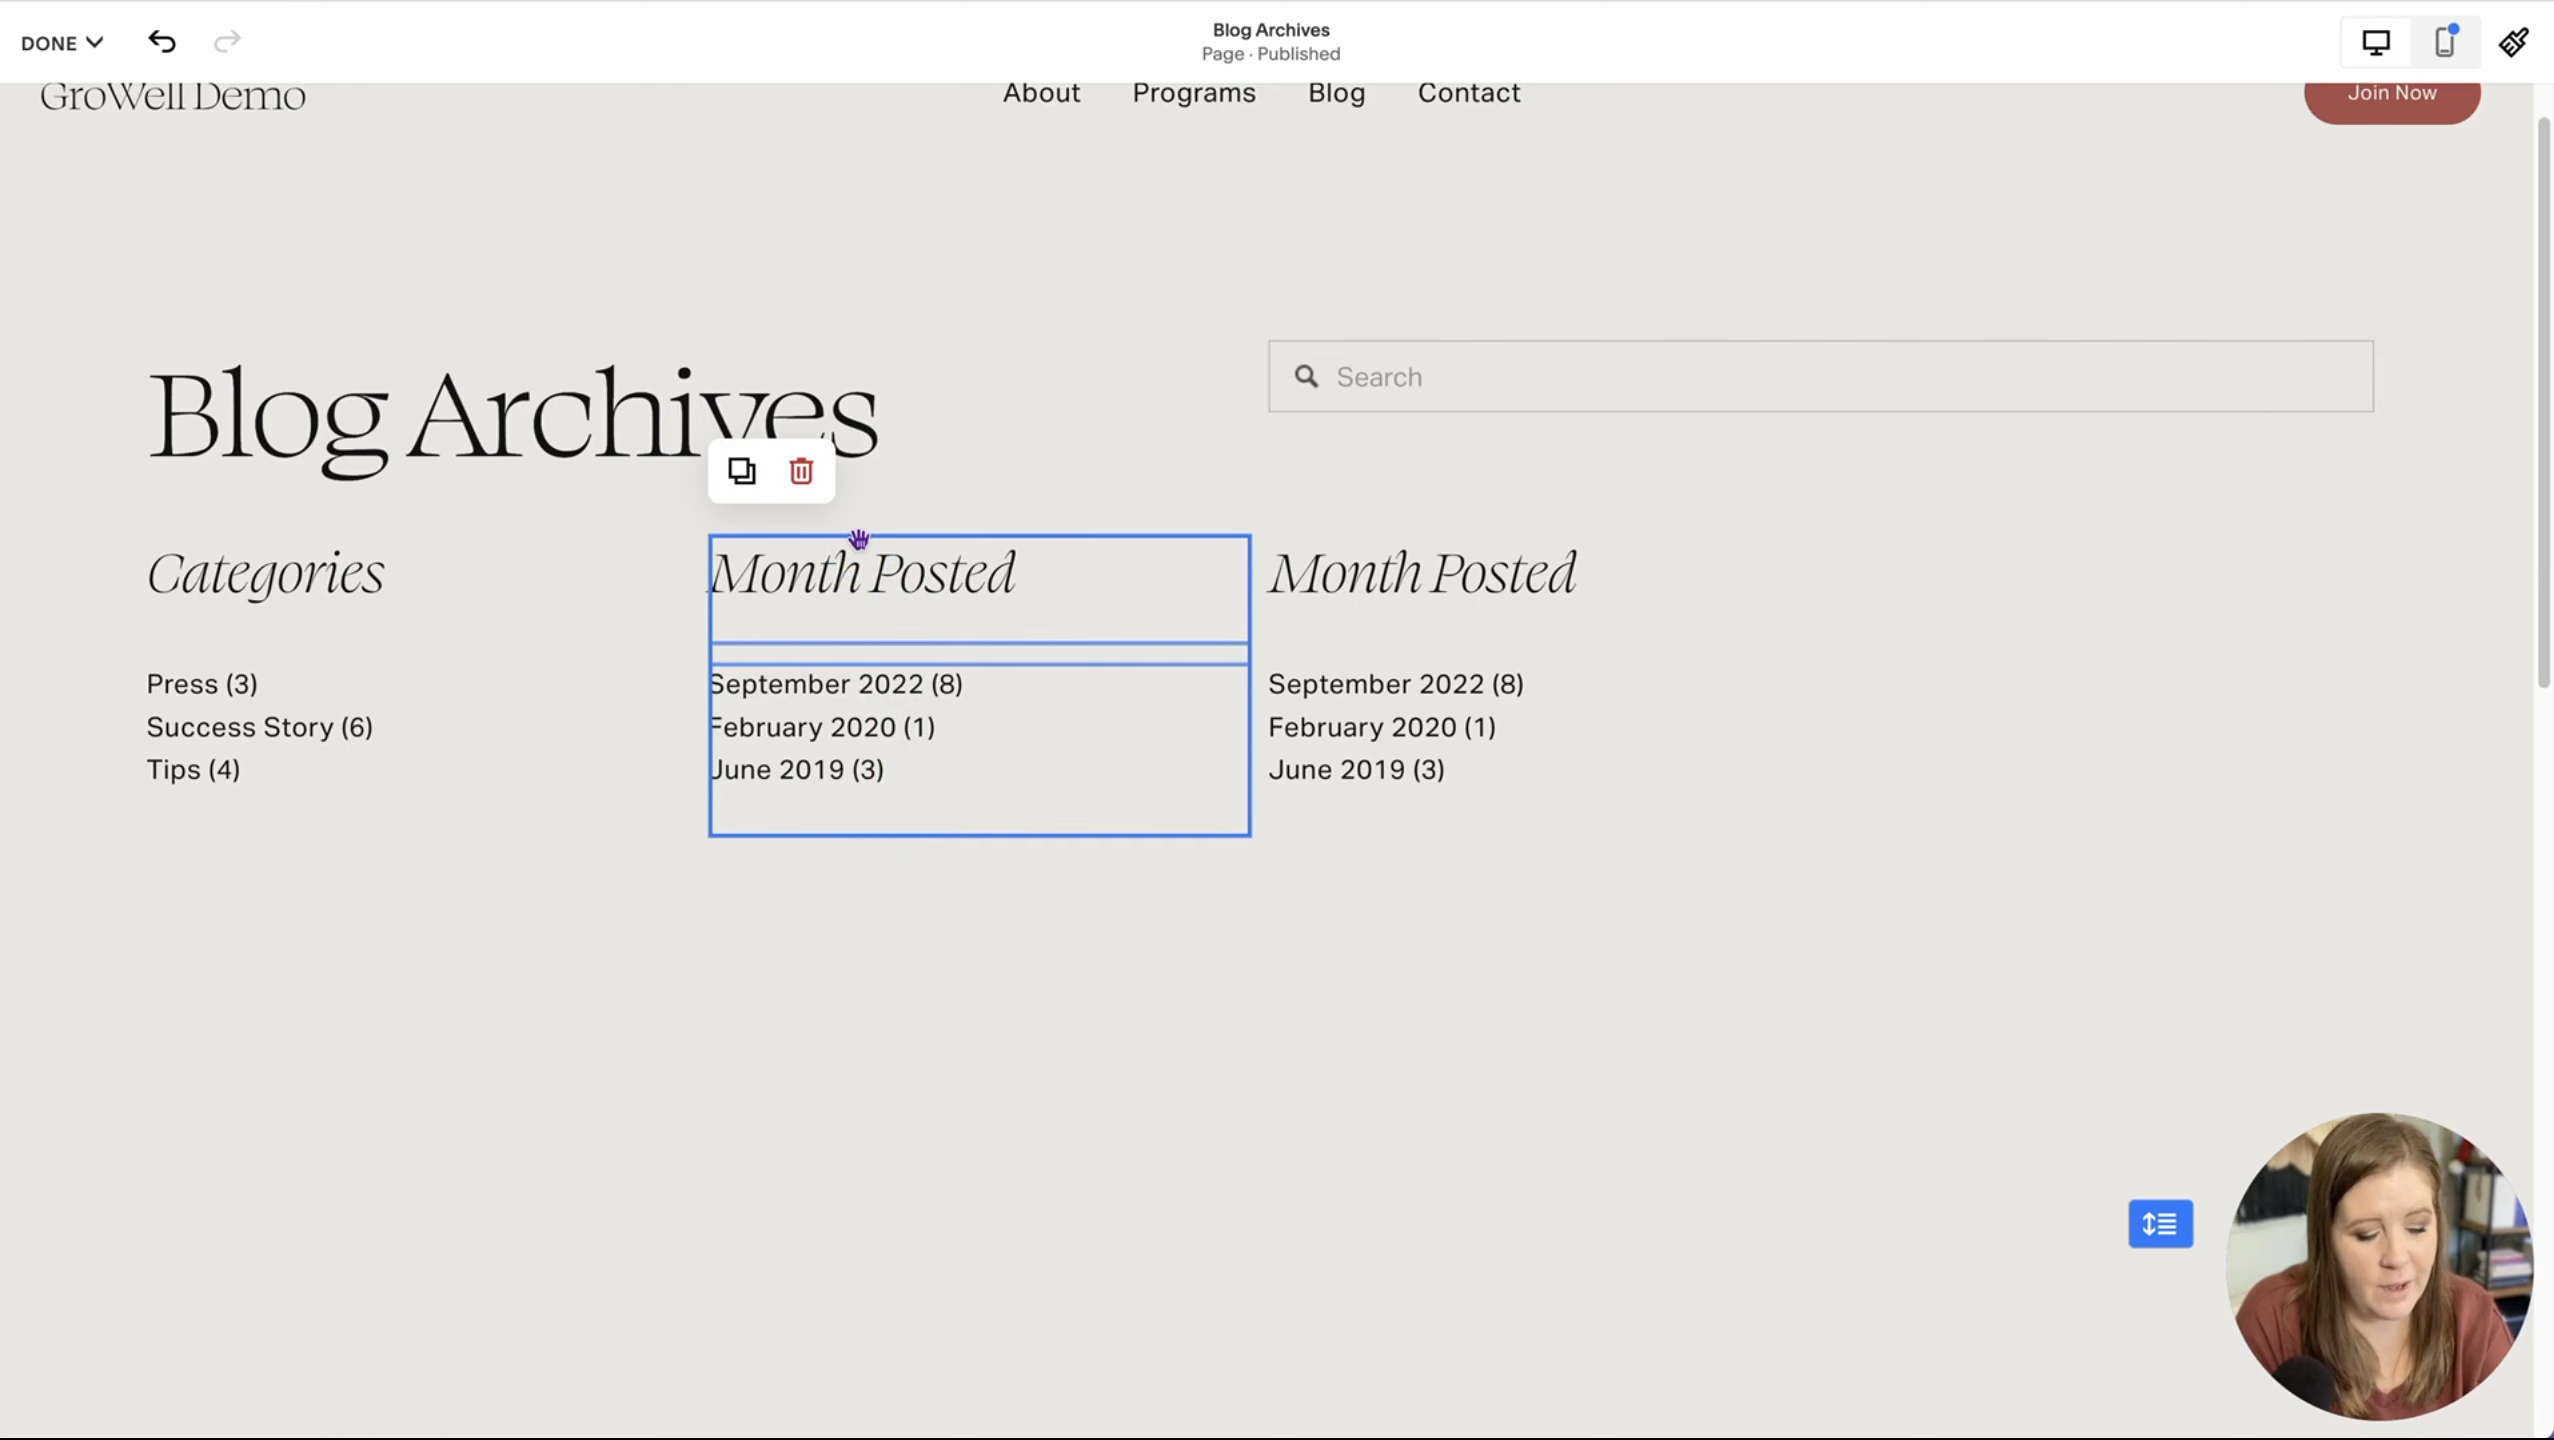 DONE
Blog Archives
Page · Published
GroWell Demo
About
Programs
Blog
Contact
Join Now
Blog Archives
Search
Categories
Press (3)
Success Story (6)
Tips (4)
Month Posted
September 2022 (8)
February 2020 (1)
June 2019 (3)
Month Posted
September 2022 (8)
February 2020 (1)
June 2019 (3)